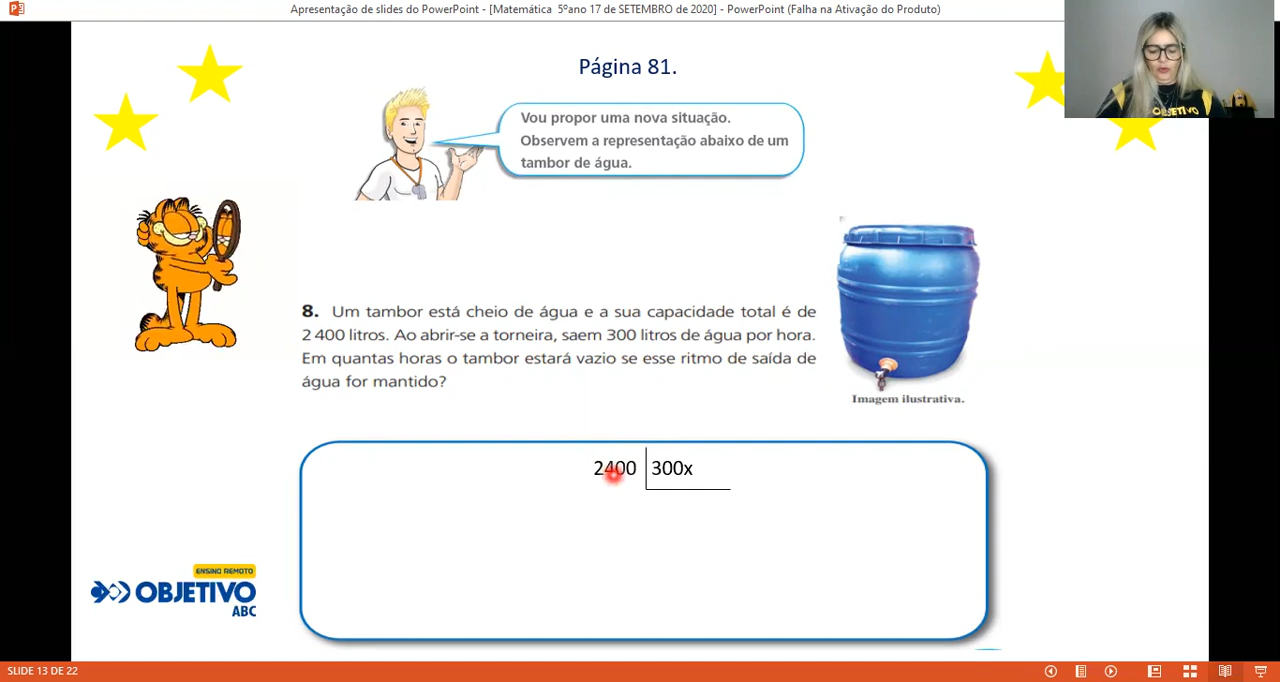 Apresentação de slides do PowerPoint - [Matemática 5ºano 17 de SETEMBRO de 2020] - PowerPoint (Falha na Ativação do Produto)
Página 81.
Vou propor uma nova situação.
Observem a representação abaixo de um
tambor de água.
OBJETIVO
8. Um tambor está cheio de água e a sua capacidade total é de
2 400 litros. Ao abrir-se a torneira, saem 300 litros de água por hora.
Em quantas horas o tambor estará vazio se esse ritmo de saída de
água for mantido?
Imagem ilustrativa.
2400 300x
ENSINO REMOTO
OBJETIVO
ABC
SLIDE 13 DE 22